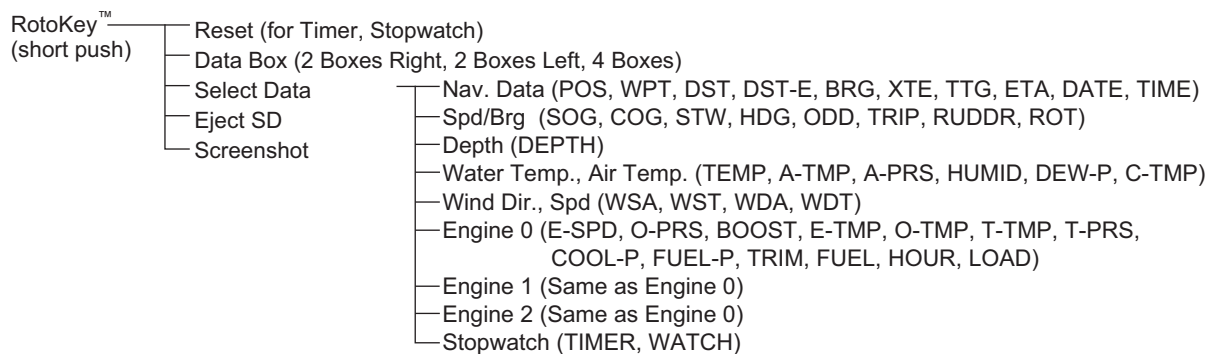 RotoKey™
(short push)
Reset (for Timer, Stopwatch)
Data Box (2 Boxes Right, 2 Boxes Left, 4 Boxes)
Select Data
Eject SD
Screenshot
Nav. Data (POS, WPT, DST, DST-E, BRG, XTE, TTG, ETA, DATE, TIME)
Spd/Brg (SOG, COG, STW, HDG, ODD, TRIP, RUDDR, ROT)
Depth (DEPTH)
Water Temp., Air Temp. (TEMP, A-TMP, A-PRS, HUMID, DEW-P, C-TMP)
Wind Dir., Spd (WSA, WST, WDA, WDT)
Engine 0 (E-SPD, O-PRS, BOOST, E-TMP, O-TMP, T-TMP, T-PRS,
COOL-P, FUEL-P, TRIM, FUEL, HOUR, LOAD)
Engine 1 (Same as Engine 0)
Engine 2 (Same as Engine 0)
Stopwatch (TIMER, WATCH)